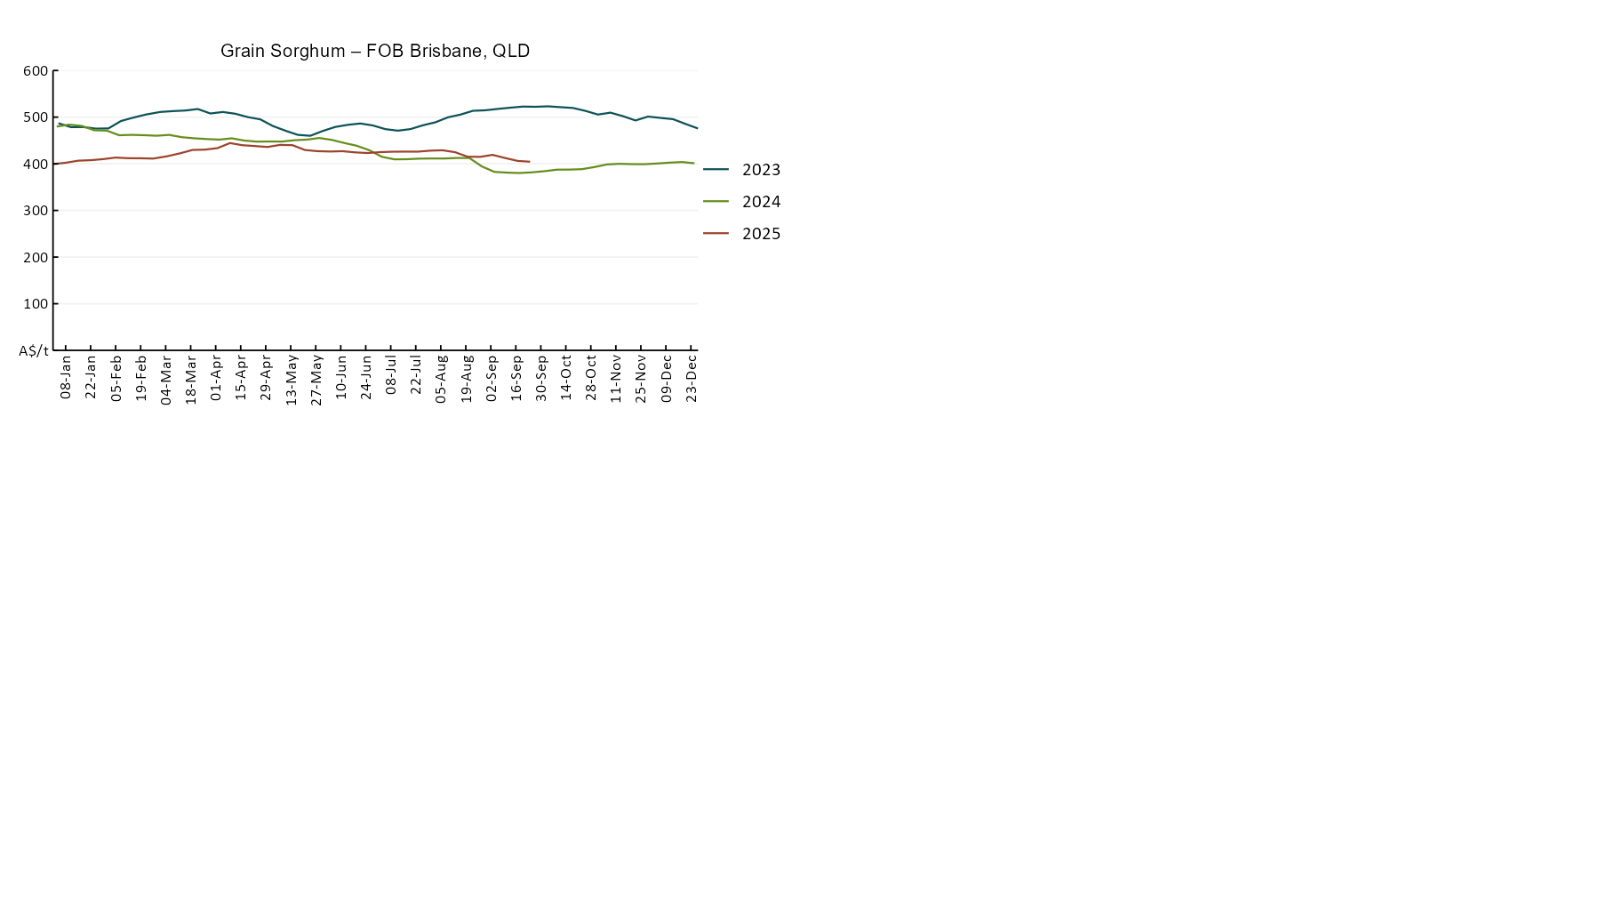 Grain Sorghum – FOB Brisbane, QLD
600
500
400
300
200
100
A$/t
08-Jan
22-Jan
05-Feb
19-Feb
04-Mar
18-Mar
01-Apr
15-Apr
29-Apr
13-May
27-May
10-Jun
24-Jun
08-Jul
22-Jul
05-Aug
19-Aug
02-Sep
16-Sep
30-Sep
14-Oct
28-Oct
11-Nov
25-Nov
09-Dec
23-Dec
2023
2024
2025